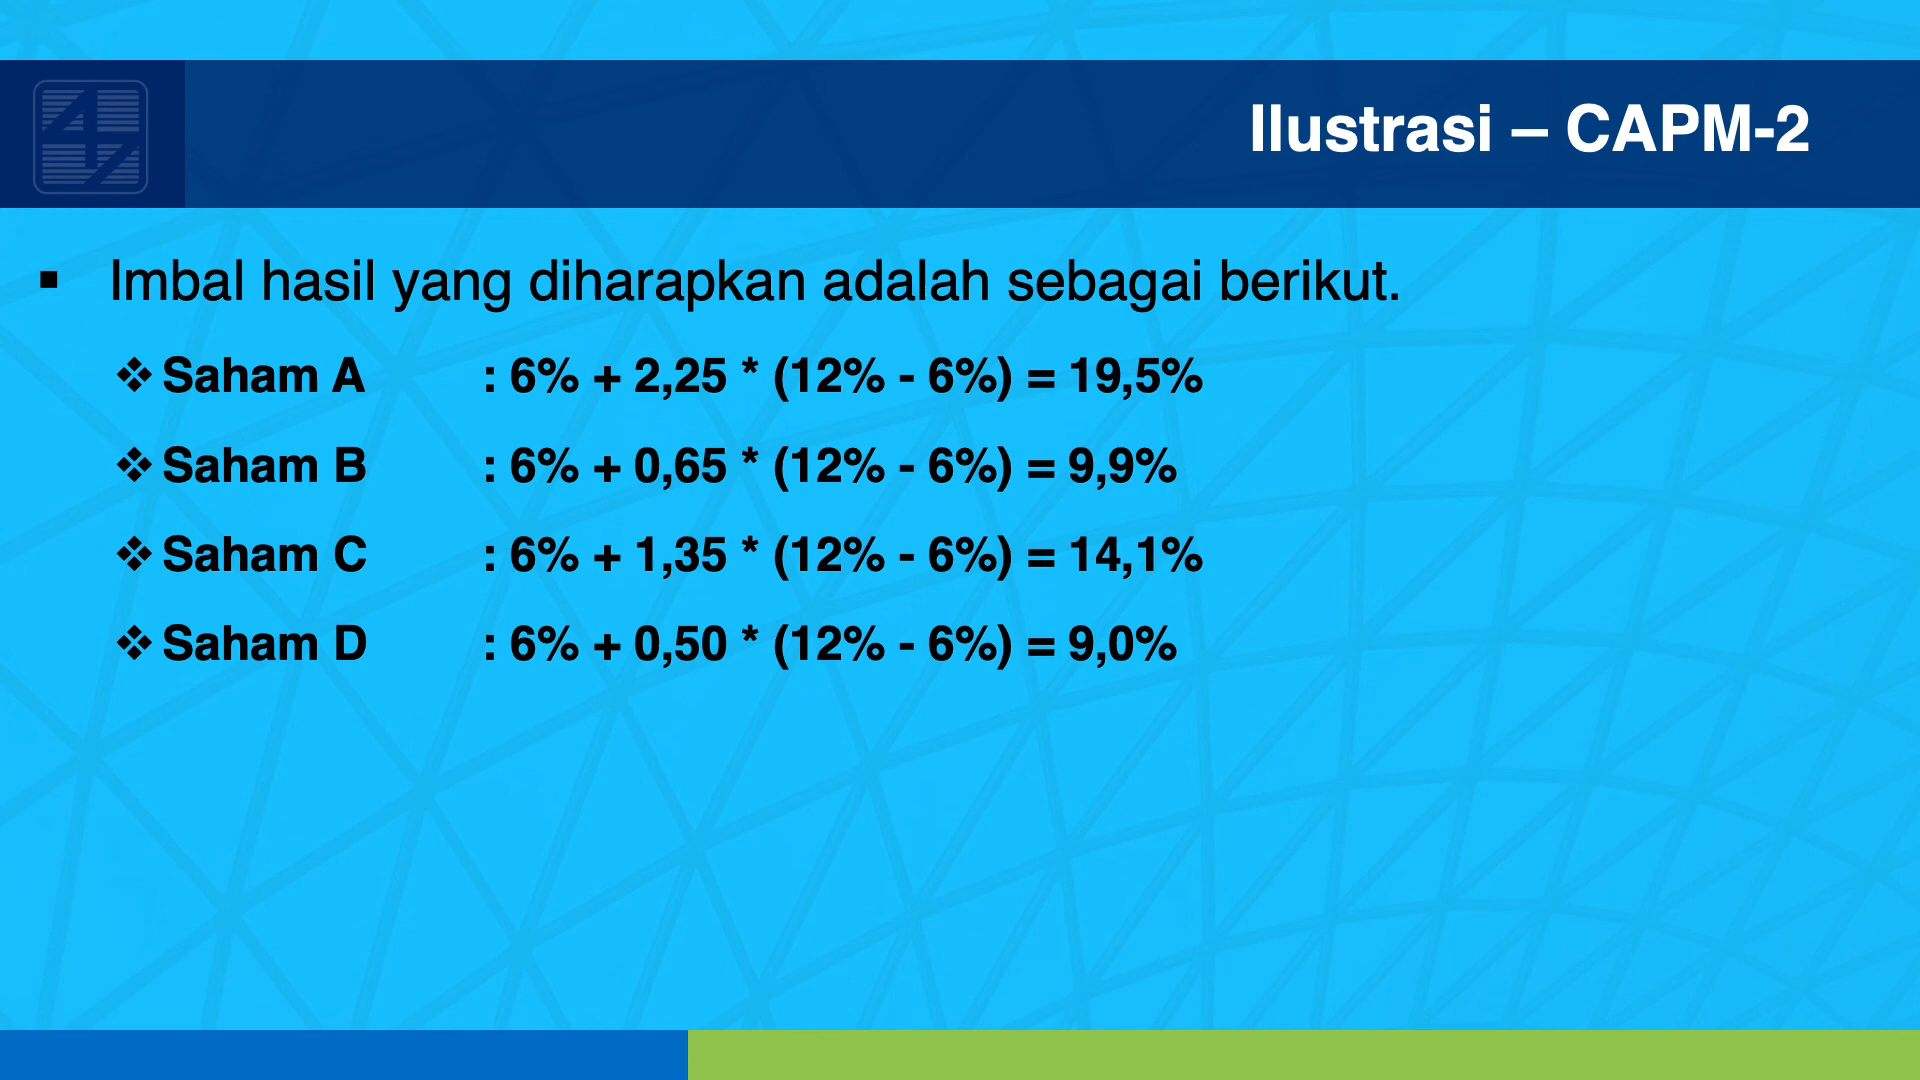 Ilustrasi – CAPM-2
▪ Imbal hasil yang diharapkan adalah sebagai berikut.
❖ Saham A : 6% + 2,25 * (12% - 6%) = 19,5%
❖ Saham B : 6% + 0,65 * (12% - 6%) = 9,9%
❖ Saham C : 6% + 1,35 * (12% - 6%) = 14,1%
❖ Saham D : 6% + 0,50 * (12% - 6%) = 9,0%